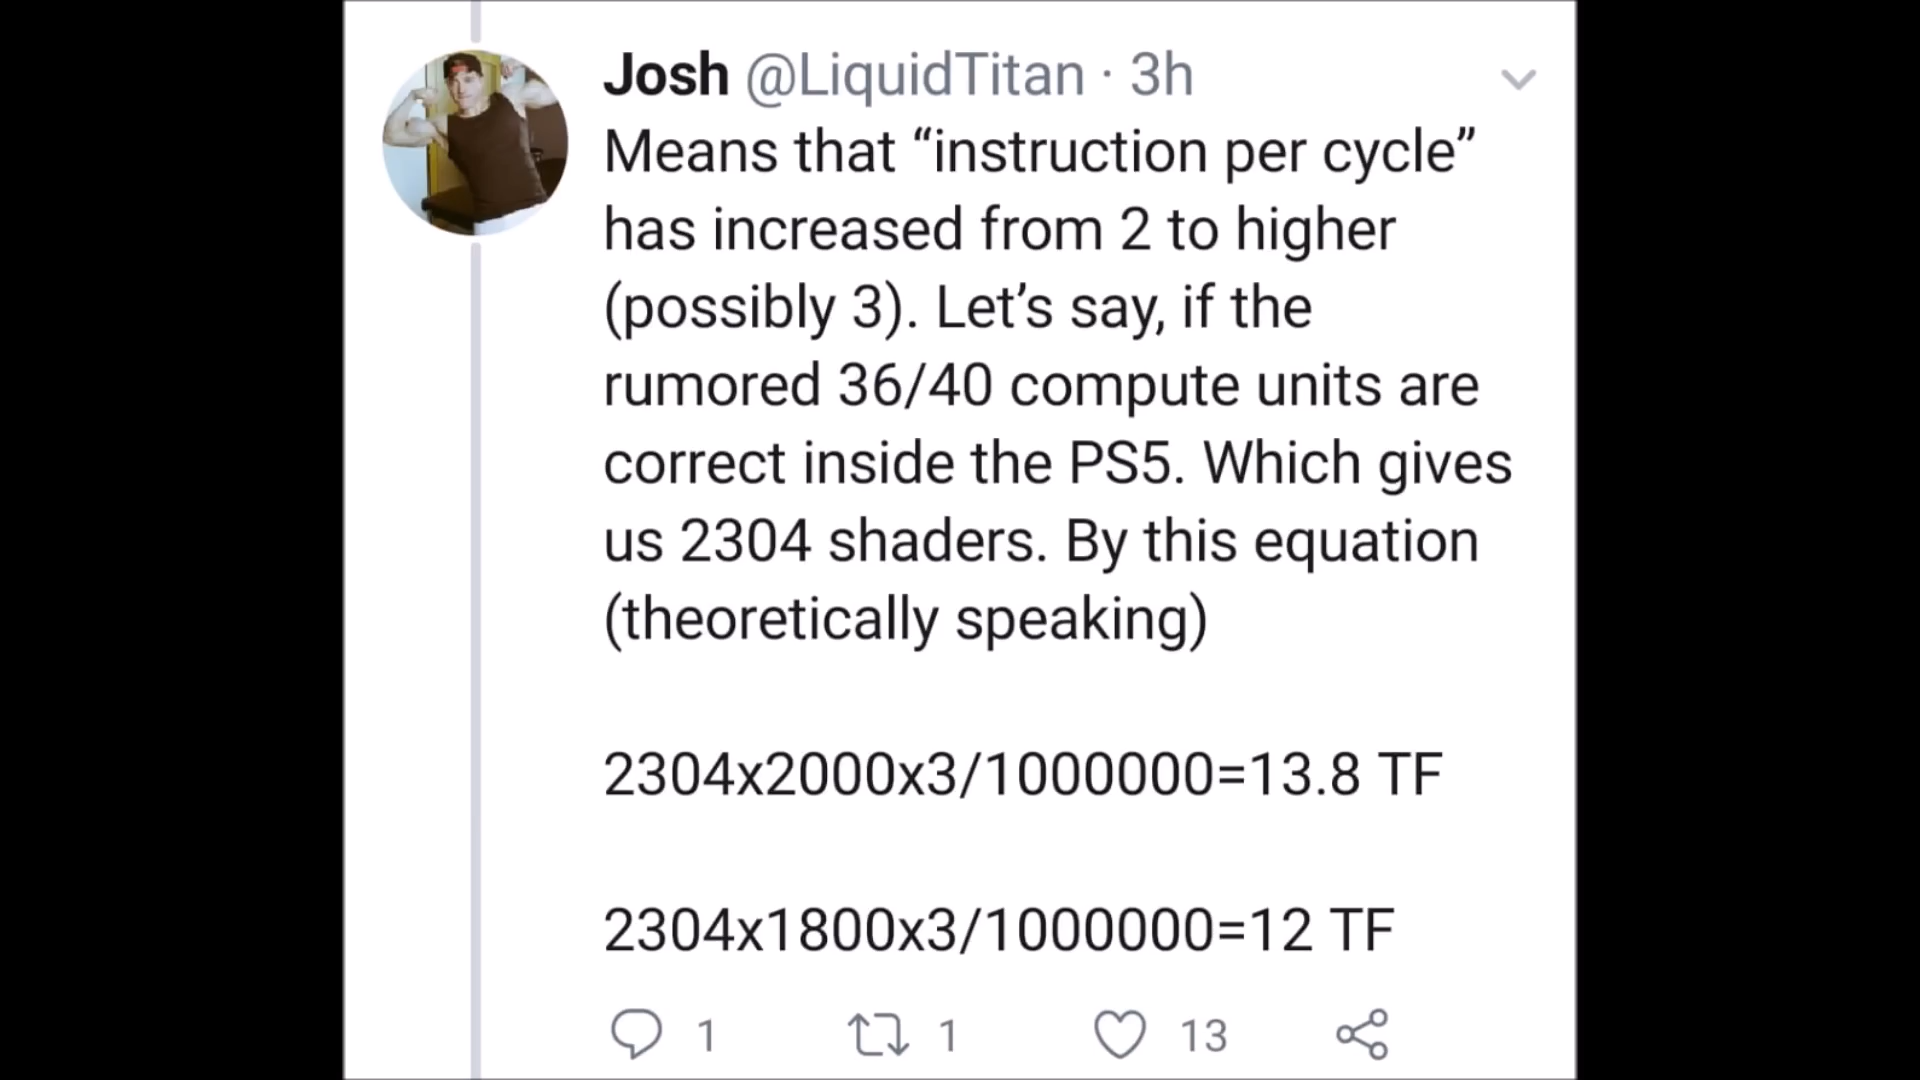 Josh @LiquidTitan · 3h
Means that “instruction per cycle”
has increased from 2 to higher
(possibly 3). Let’s say, if the
rumored 36/40 compute units are
correct inside the PS5. Which gives
us 2304 shaders. By this equation
(theoretically speaking)
2304x2000x3/1000000=13.8 TF
2304x1800x3/1000000=12 TF
1 1 13